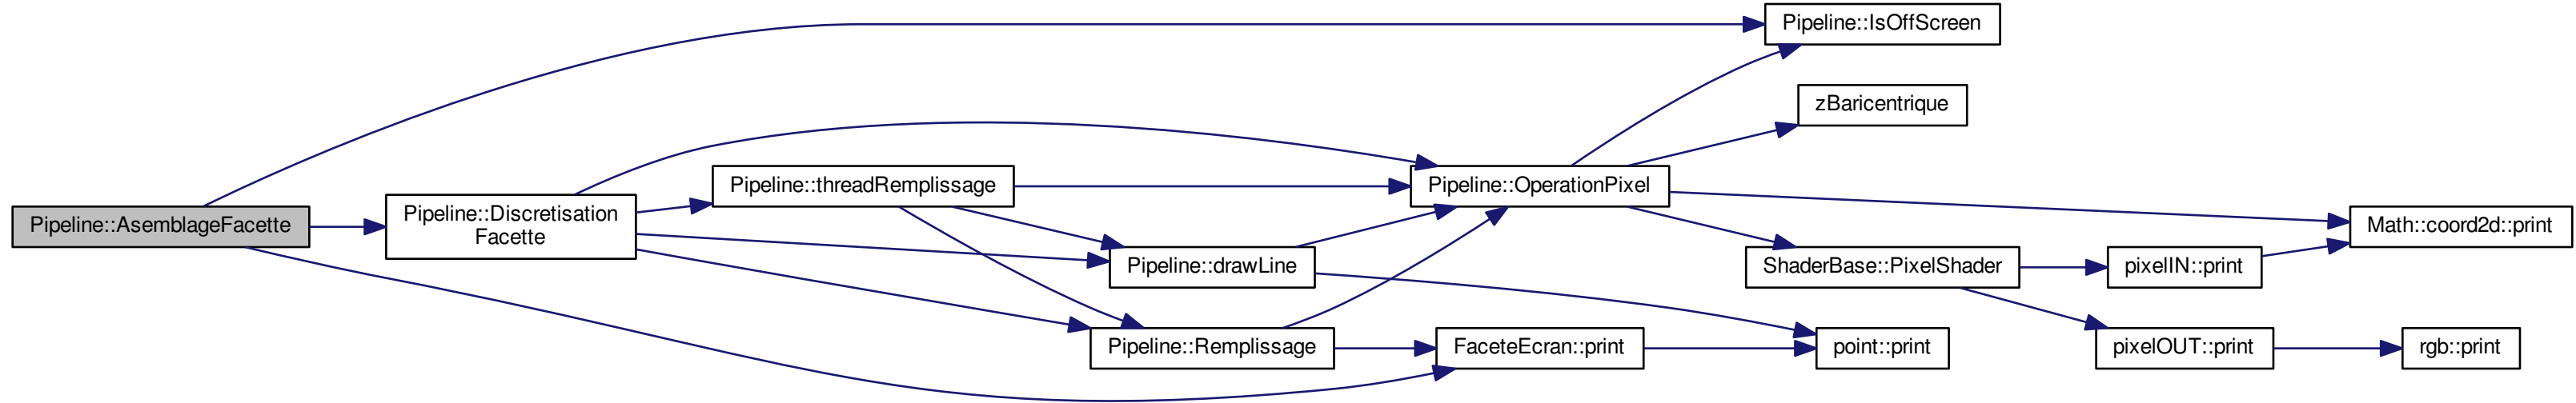 Pipeline::IsOffScreen
zBaricentrique
Pipeline::threadRemplissage
Pipeline::OperationPixel
Pipeline::AsemblageFacette
Pipeline::Discretisation
Facette
Math::coord2d::print
Pipeline::drawLine
ShaderBase::PixelShader
pixelIN::print
Pipeline::Remplissage
FaceteEcran::print
point::print
pixelOUT::print
rgb::print